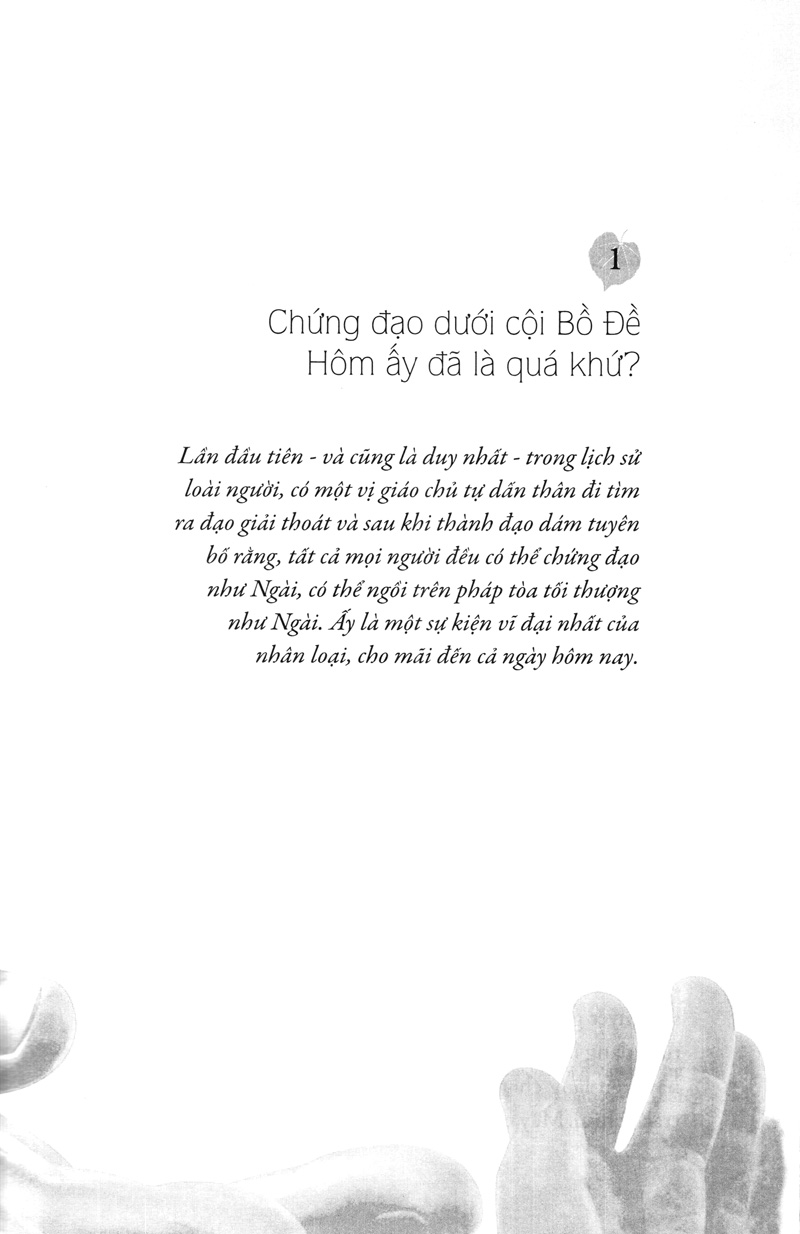 1
Chứng đạo dưới cội Bồ Đề
Hôm ấy đã là quá khứ?
Lần đầu tiên - và cũng là duy nhất - trong lịch sử
loài người, có một vị giáo chủ tự dấn thân đi tìm
ra đạo giải thoát và sau khi thành đạo dám tuyên
bố rằng, tất cả mọi người đều có thể chứng đạo
như Ngài, có thể ngồi trên pháp tòa tối thượng
như Ngài. Ấy là một sự kiện vĩ đại nhất của
nhân loại, cho mãi đến cả ngày hôm nay.